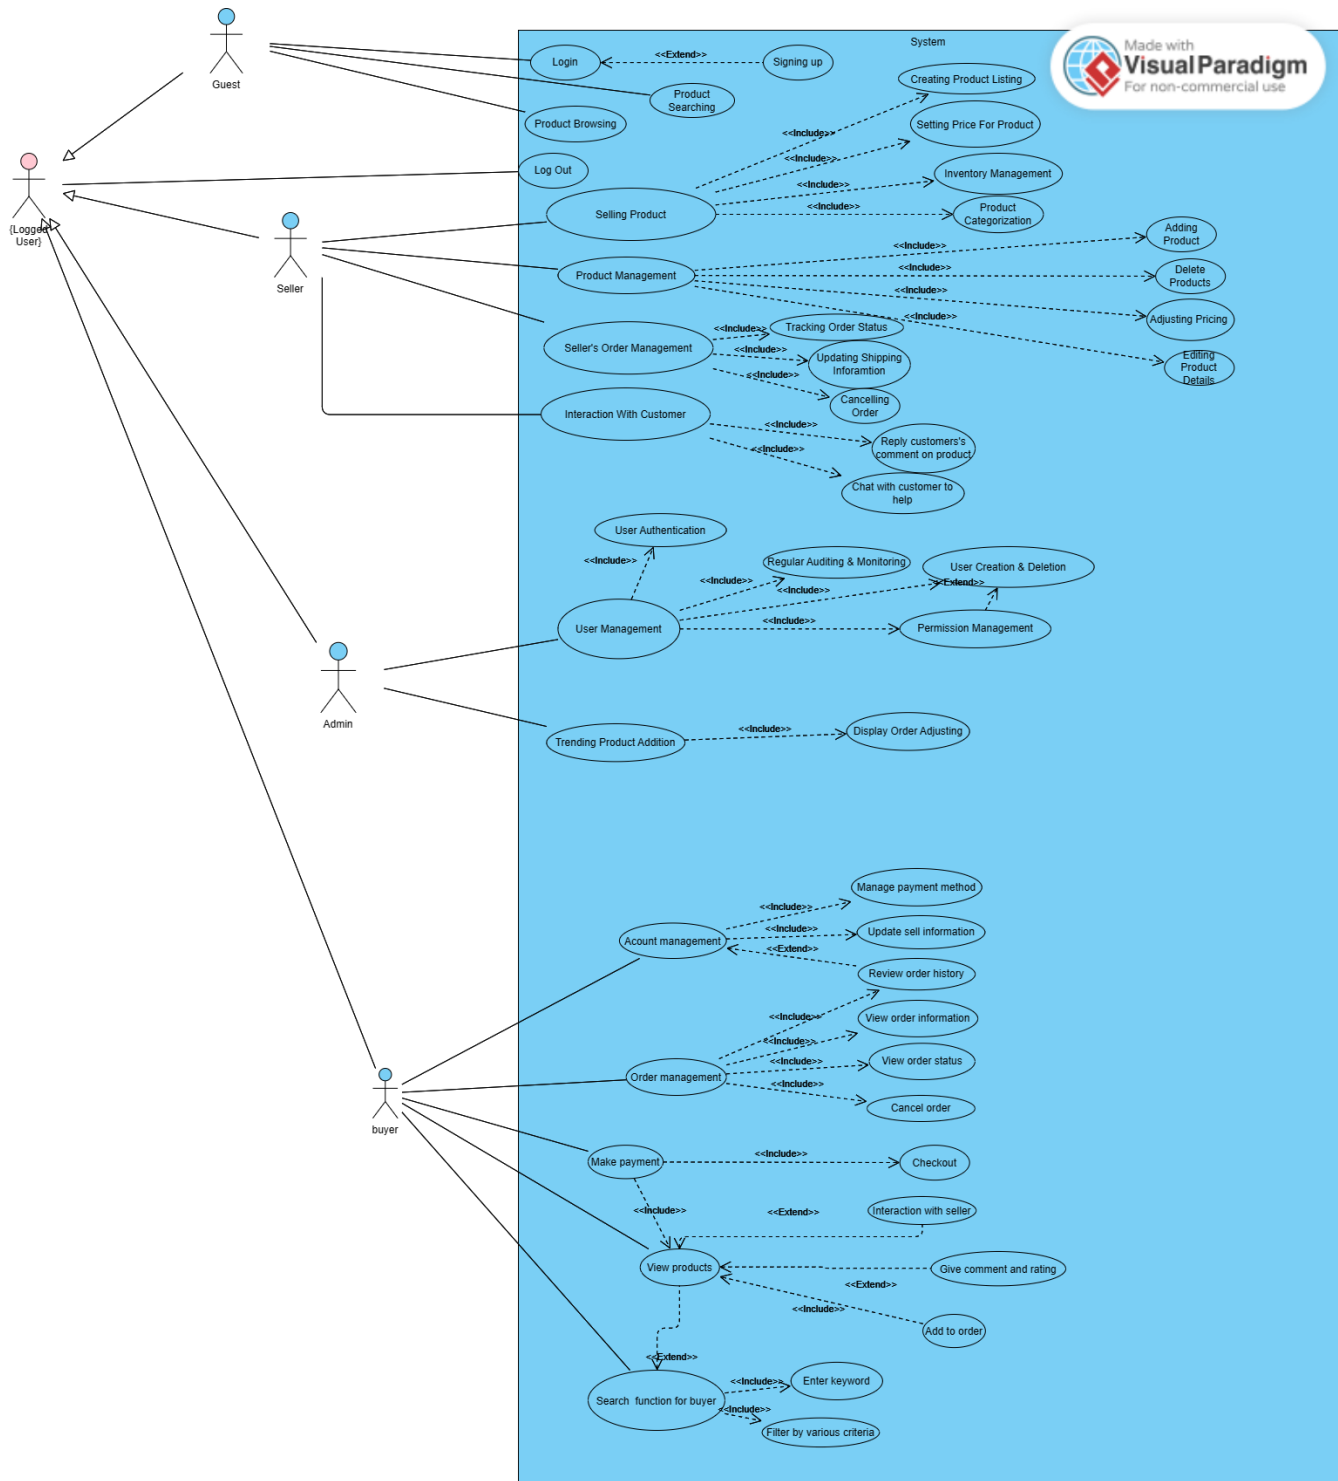 System
Made with
Visual Paradigm
For non-commercial use
Guest
Login
<<Extend>>
Signing up
Creating Product Listing
Product
Searching
Product Browsing
<<Include>>
Setting Price For Product
<<Include>>
Log Out
{Logged
User}
<<Include>>
Inventory Management
Selling Product
<<Include>>
Product
Categorization
Seller
Adding
Product
<<Include>>
Product Management
<<Include>>
Delete
Products
<<Include>>
Adjusting Pricing
<<Include>>
Editing
Product
Details
Seller's Order Management
<<Include>>
Tracking Order Status
<<Include>>
Updating Shipping
Inforamtion
<<Include>>
Cancelling
Order
Interaction With Customer
<<Include>>
Reply customers's
comment on product
<<Include>>
Chat with customer to
help
User Authentication
<<Include>>
Regular Auditing & Monitoring
<<Include>>
User Creation & Deletion
<<Include>>
<<Extend>>
User Management
<<Include>>
Permission Management
Admin
Trending Product Addition
<<Include>>
Display Order Adjusting
Manage payment method
<<Include>>
Acount management
<<Include>>
Update sell information
<<Extend>>
Review order history
<<Include>>
View order information
<<Include>>
Order management
<<Include>>
View order status
<<Include>>
Cancel order
buyer
Make payment
<<Include>>
Checkout
<<Include>>
<<Extend>>
Interaction with seller
View products
Give comment and rating
<<Extend>>
<<Include>>
Add to order
<<Extend>>
Search function for buyer
<<Include>>
Enter keyword
<<Include>>
Filter by various criteria